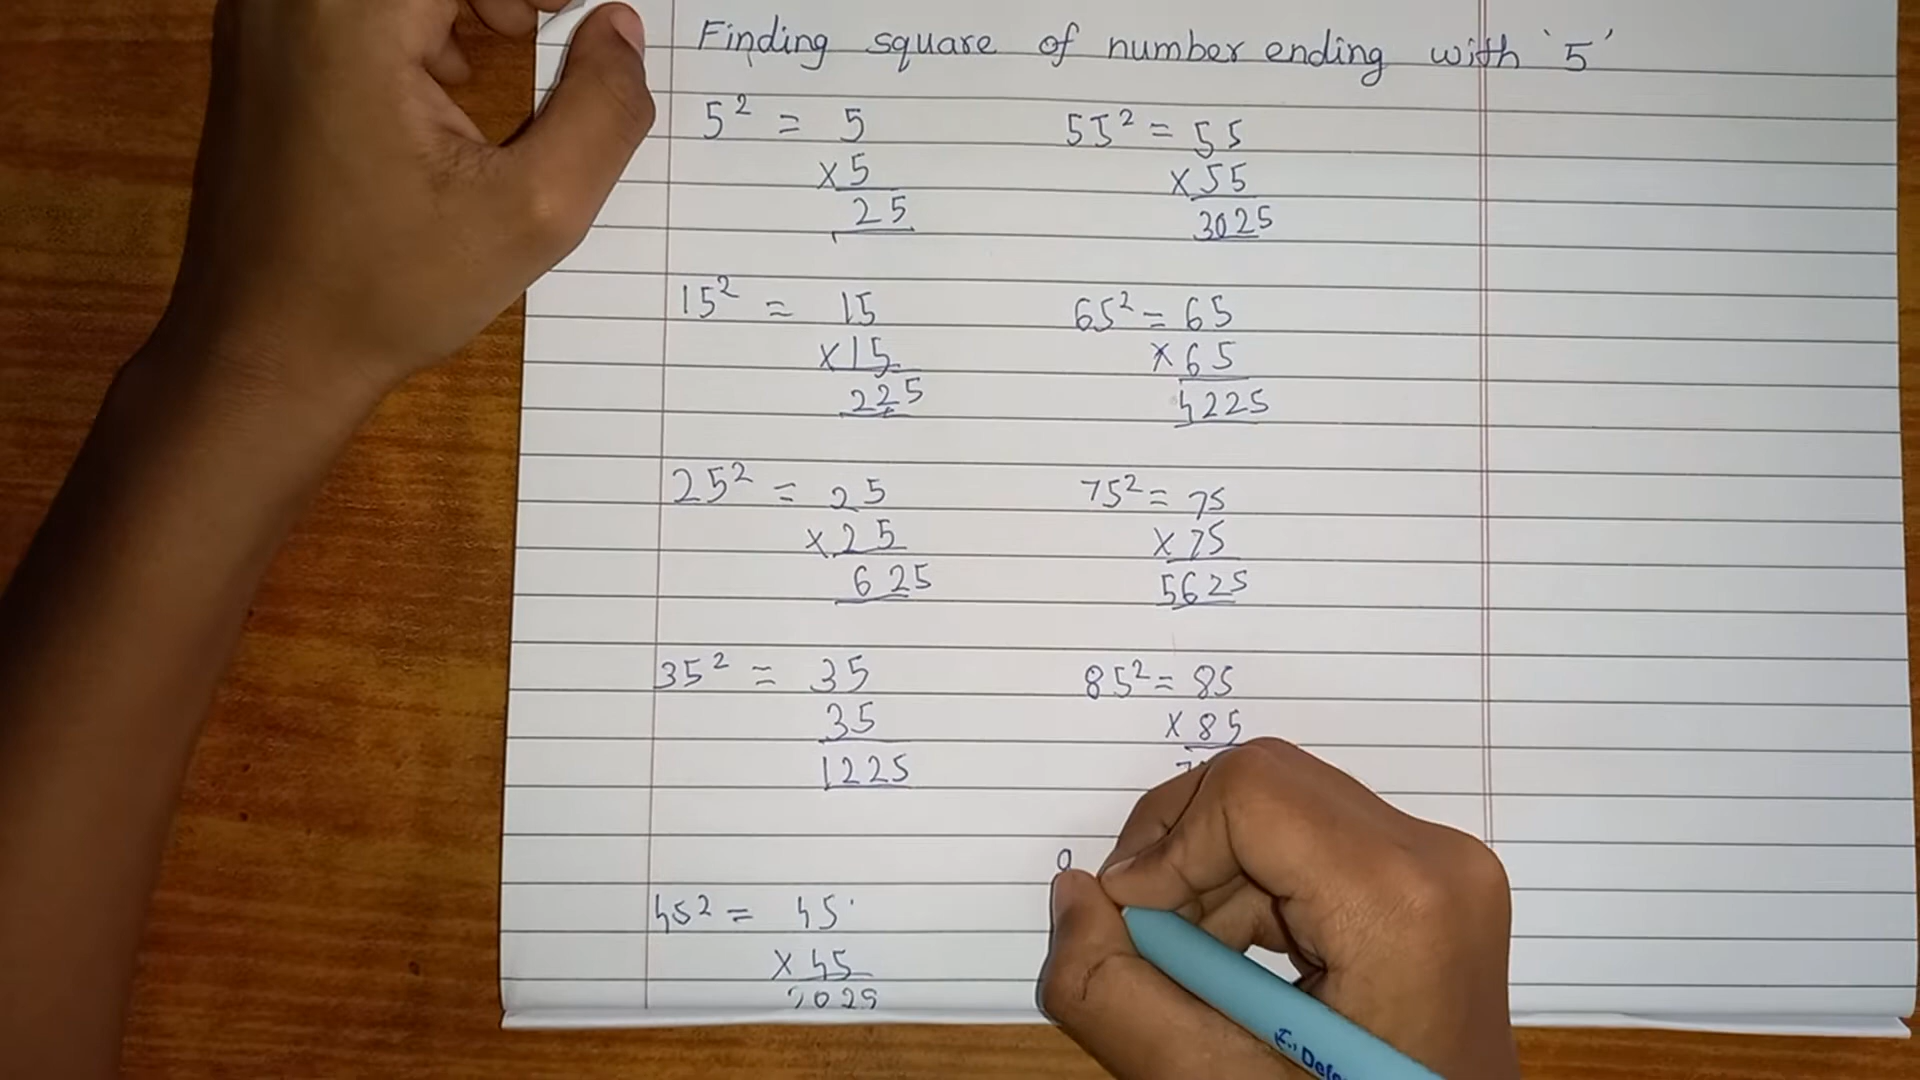 Finding square of number ending with '5'
5² = 5
×5
25
15² = 15
×15
225
25² = 25
×25
625
35² = 35
35
1225
45² = 45
×45
2025
55² = 55
×55
3025
65² = 65
×65
4225
75² = 75
×75
5625
85² = 85
×85